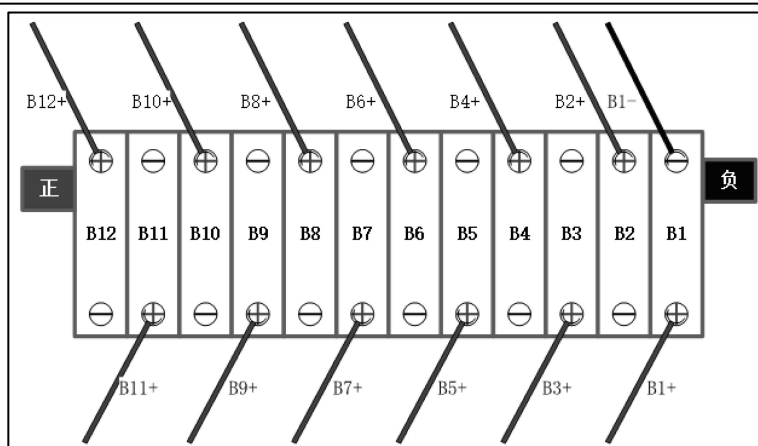 B12+ B10+ B8+ B6+ B4+ B2+ B1-
正 负
B12 B11 B10 B9 B8 B7 B6 B5 B4 B3 B2 B1
B11+ B9+ B7+ B5+ B3+ B1+